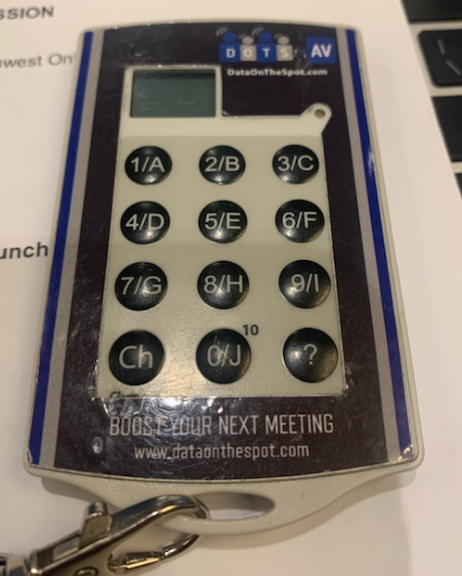 SSION
west On
unch
DOTS AV
DataOnTheSpot.com
1/A 2/B 3/C
4/D 5/E 6/F
7/G 8/H 9/I
10
Ch 0/J ?
BOOST YOUR NEXT MEETING
www.dataonthespot.com